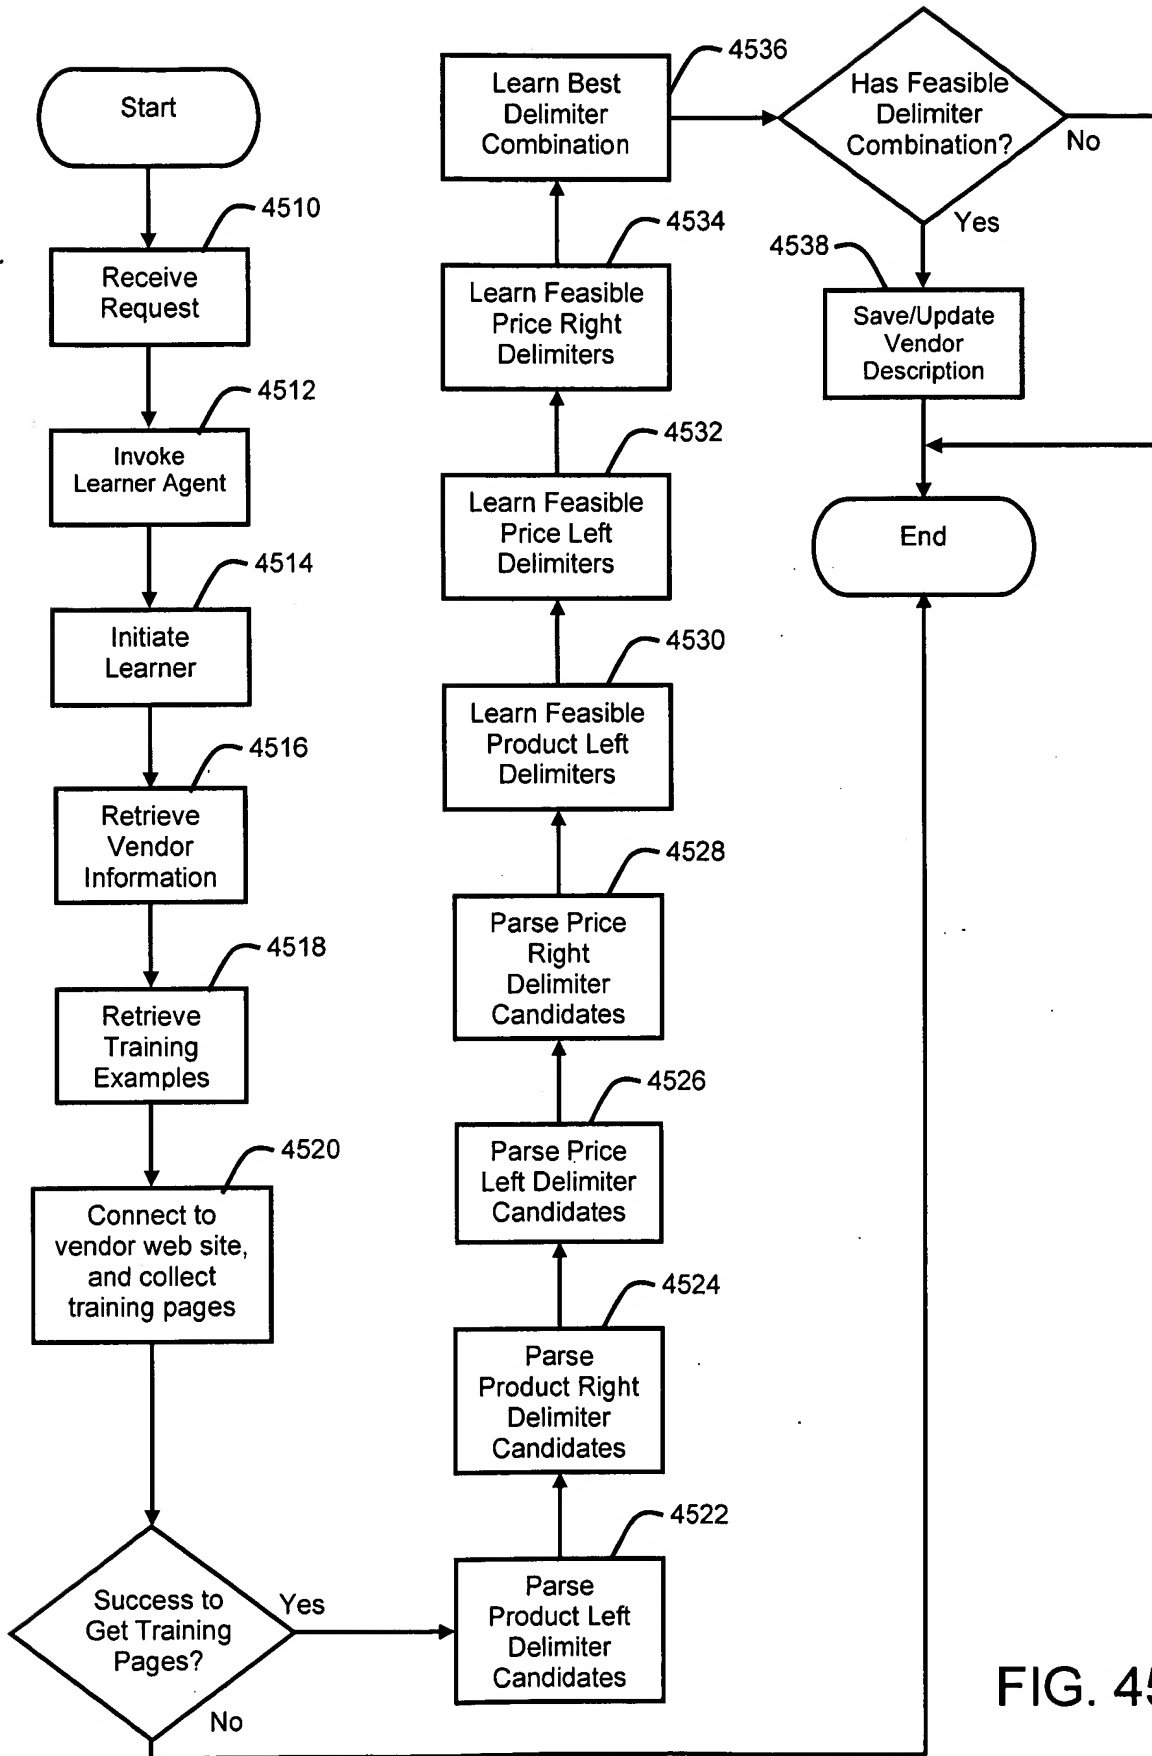 Start
4510
Receive
Request
4512
Invoke
Learner Agent
4514
Initiate
Learner
4516
Retrieve
Vendor
Information
4518
Retrieve
Training
Examples
4520
Connect to
vendor web site,
and collect
training pages
Success to
Get Training
Pages?
Yes
No
4522
Parse
Product Left
Delimiter
Candidates
4524
Parse
Product Right
Delimiter
Candidates
4526
Parse Price
Left Delimiter
Candidates
4528
Parse Price
Right
Delimiter
Candidates
4530
Learn Feasible
Product Left
Delimiters
4532
Learn Feasible
Price Left
Delimiters
4534
Learn Feasible
Price Right
Delimiters
4536
Learn Best
Delimiter
Combination
Has Feasible
Delimiter
Combination?
No
Yes
4538
Save/Update
Vendor
Description
End
FIG. 45